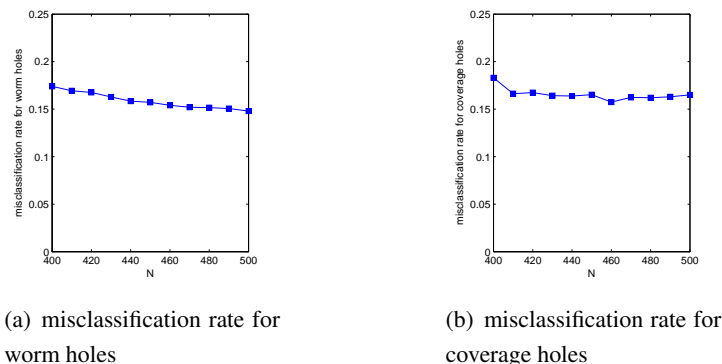 0.25
0.2
0.15
0.1
0.05
0
400 420 440 460 480 500
N
misclassification rate for worm holes
(a) misclassification rate for
worm holes
0.25
0.2
0.15
0.1
0.05
0
400 420 440 460 480 500
N
misclassification rate for coverage holes
(b) misclassification rate for
coverage holes